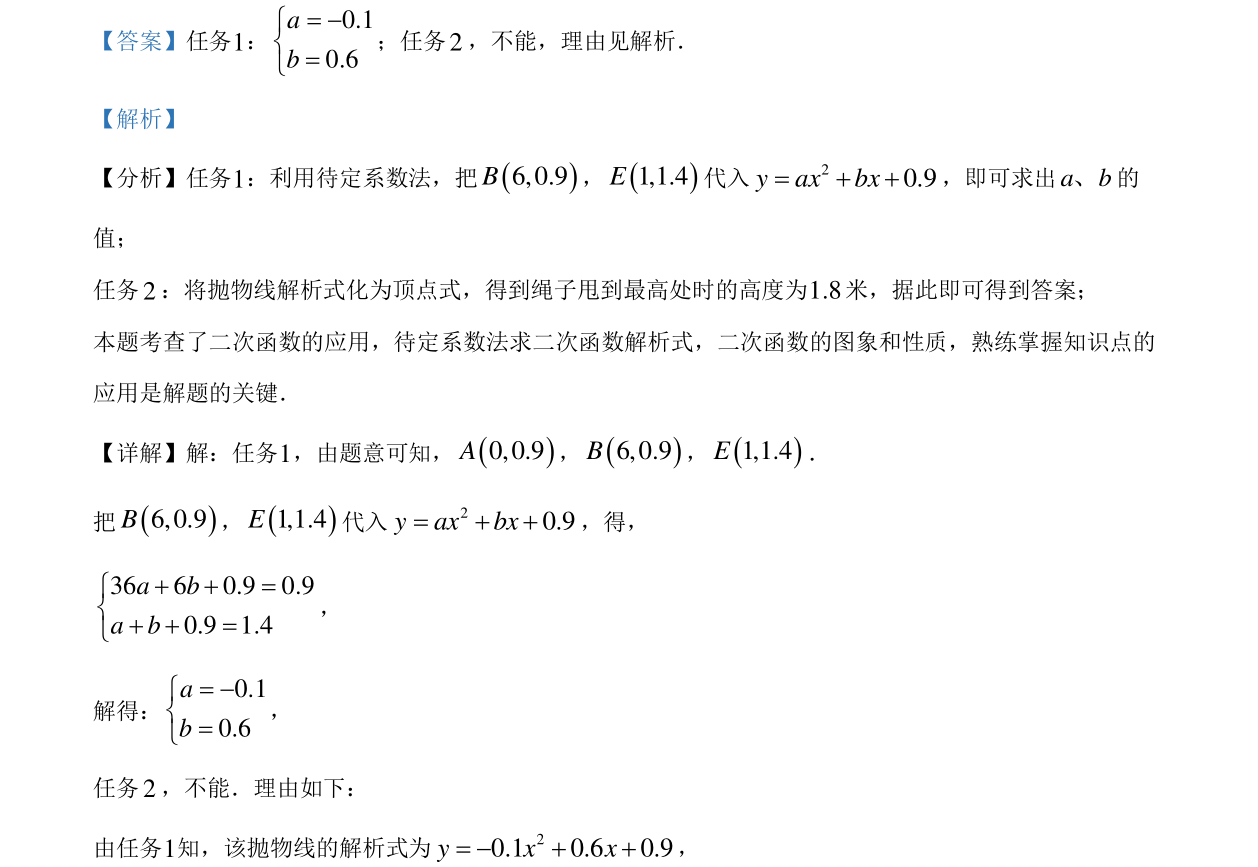 【答案】任务1：{a = −0.1 b = 0.6；任务2，不能，理由见解析．
【解析】
【分析】任务1：利用待定系数法，把B(6,0.9)，E(1,1.4)代入 y = ax² + bx + 0.9，即可求出a、b的
值；
任务2：将抛物线解析式化为顶点式，得到绳子甩到最高处时的高度为1.8米，据此即可得到答案；
本题考查了二次函数的应用，待定系数法求二次函数解析式，二次函数的图象和性质，熟练掌握知识点的
应用是解题的关键．
【详解】解：任务1，由题意可知，A(0,0.9)，B(6,0.9)，E(1,1.4)．
把B(6,0.9)，E(1,1.4)代入 y = ax² + bx + 0.9，得，
{36a + 6b + 0.9 = 0.9
a + b + 0.9 = 1.4，
解得：{a = −0.1
b = 0.6，
任务2，不能．理由如下：
由任务1知，该抛物线的解析式为 y = −0.1x² + 0.6x + 0.9，